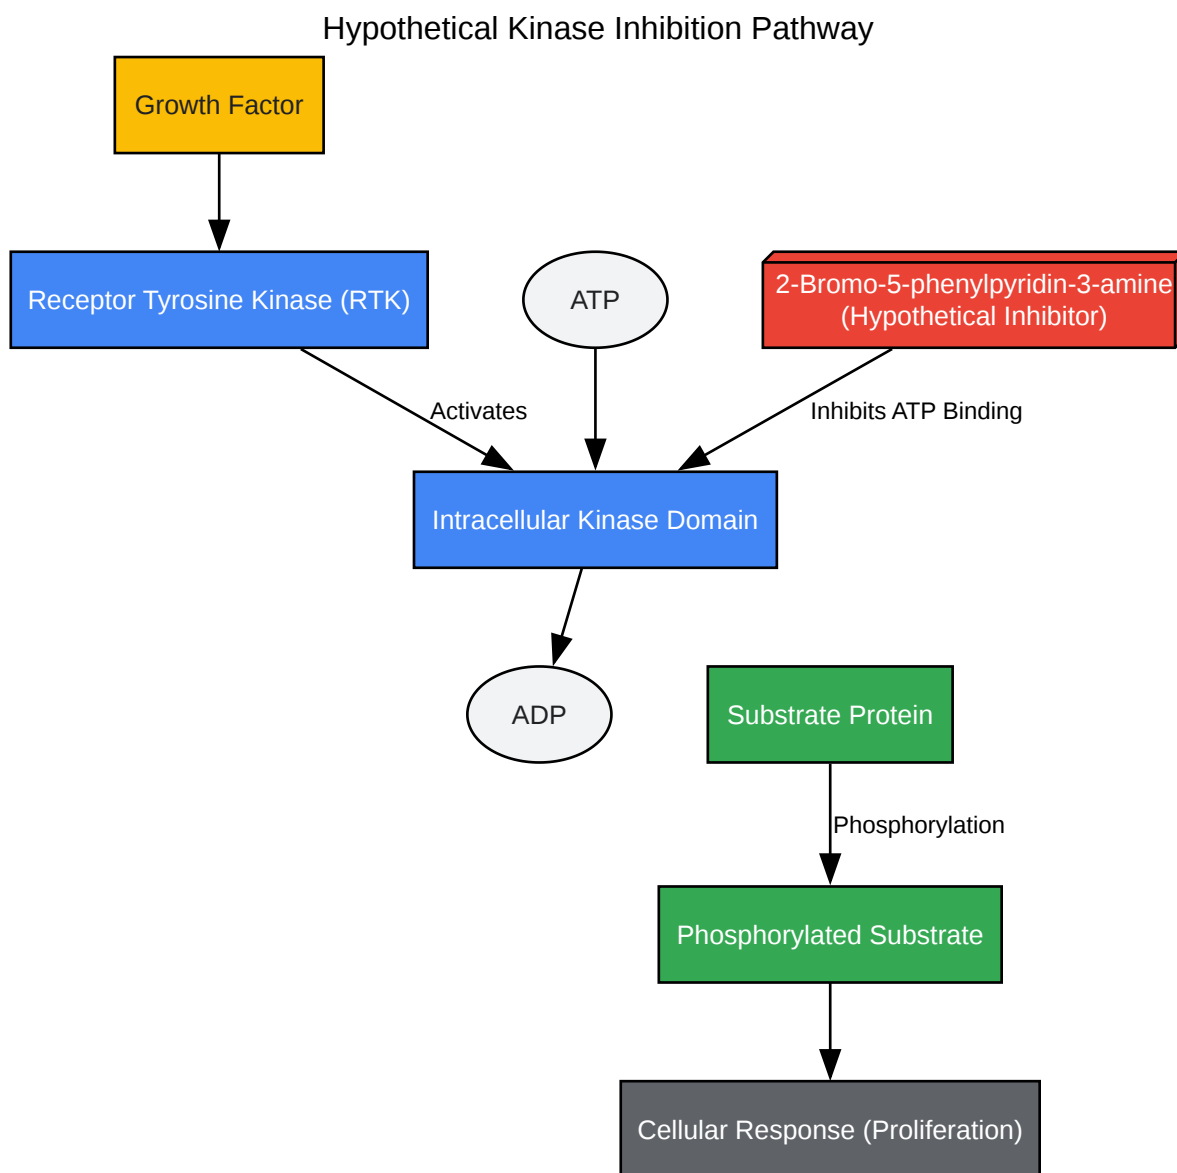 Hypothetical Kinase Inhibition Pathway
Growth Factor
Receptor Tyrosine Kinase (RTK)
ATP
2-Bromo-5-phenylpyridin-3-amine
(Hypothetical Inhibitor)
Activates
Inhibits ATP Binding
Intracellular Kinase Domain
ADP
Substrate Protein
Phosphorylation
Phosphorylated Substrate
Cellular Response (Proliferation)